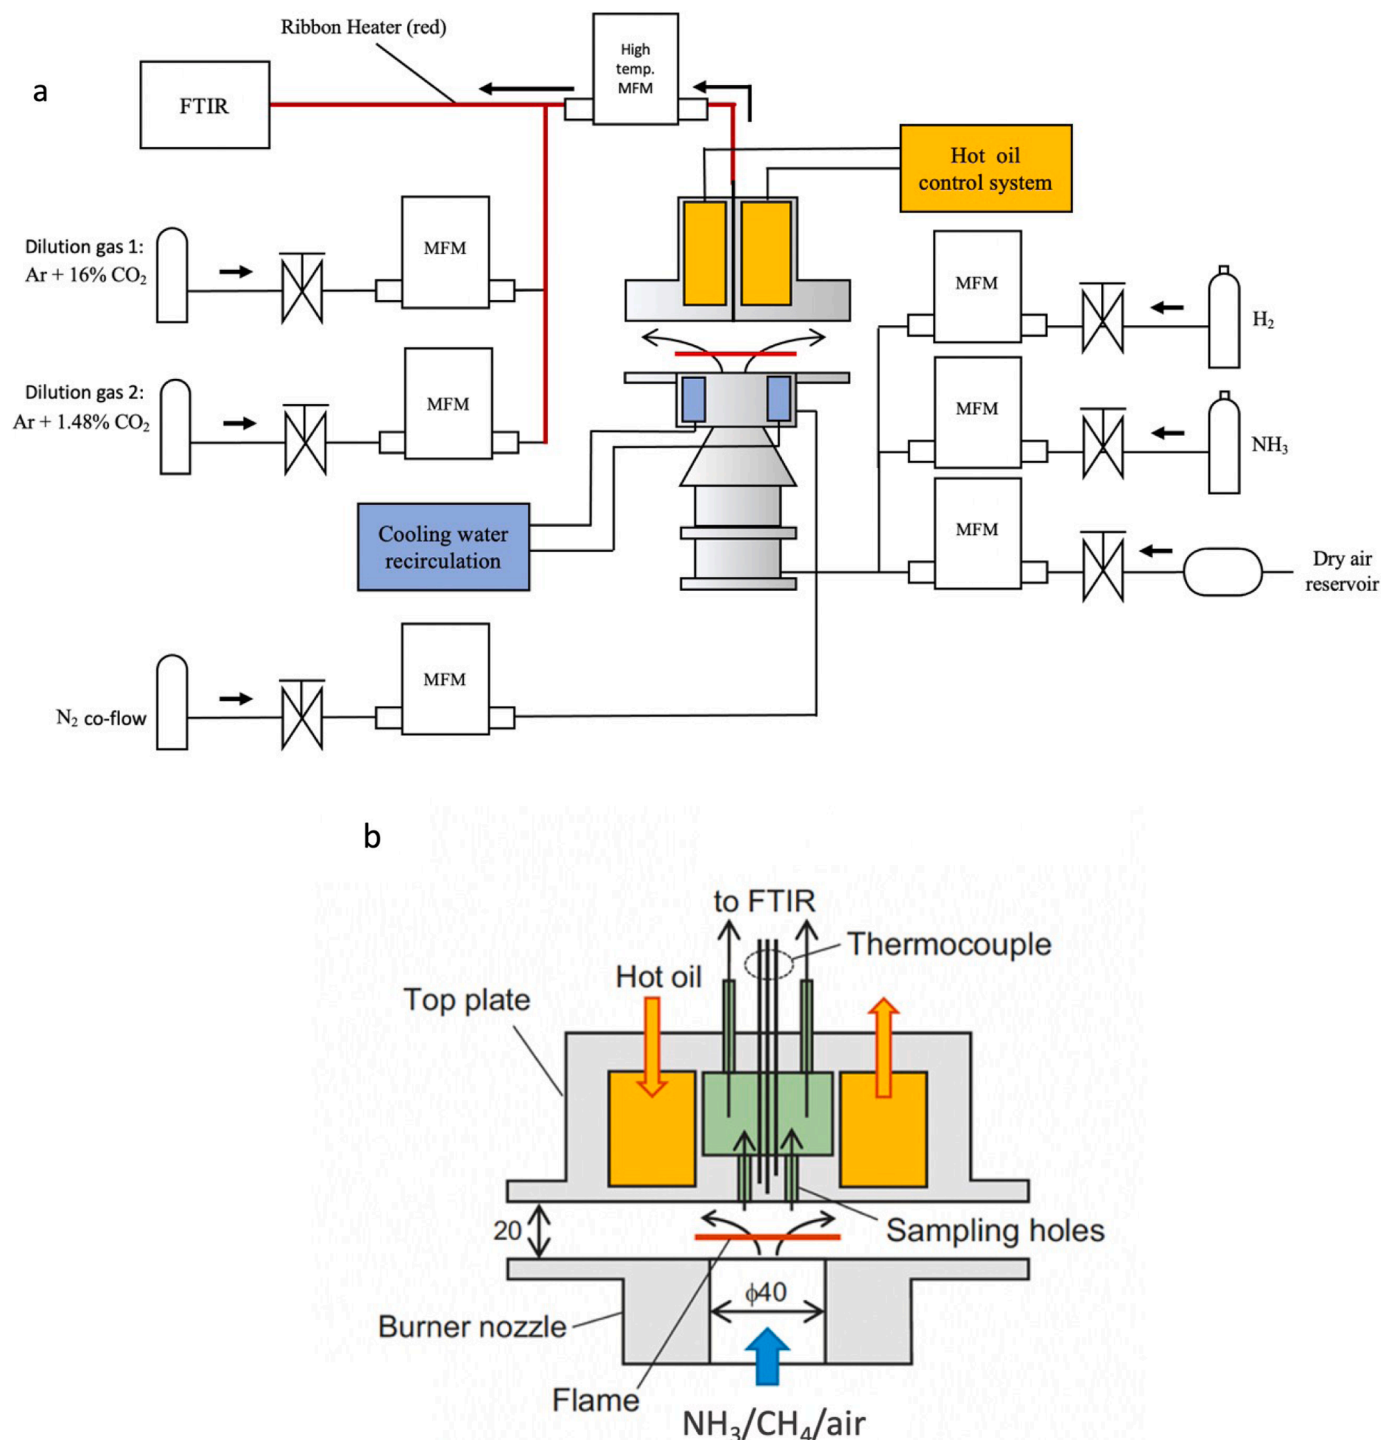 a
Ribbon Heater (red)
High
temp.
MFM
FTIR
Hot oil
control system
Dilution gas 1:
Ar + 16% CO₂
MFM
MFM
H₂
Dilution gas 2:
Ar + 1.48% CO₂
MFM
MFM
NH₃
Cooling water
recirculation
MFM
Dry air
reservoir
N₂ co-flow
MFM
b
to FTIR
Thermocouple
Hot oil
Top plate
20
Sampling holes
ϕ40
Burner nozzle
Flame
NH₃/CH₄/air